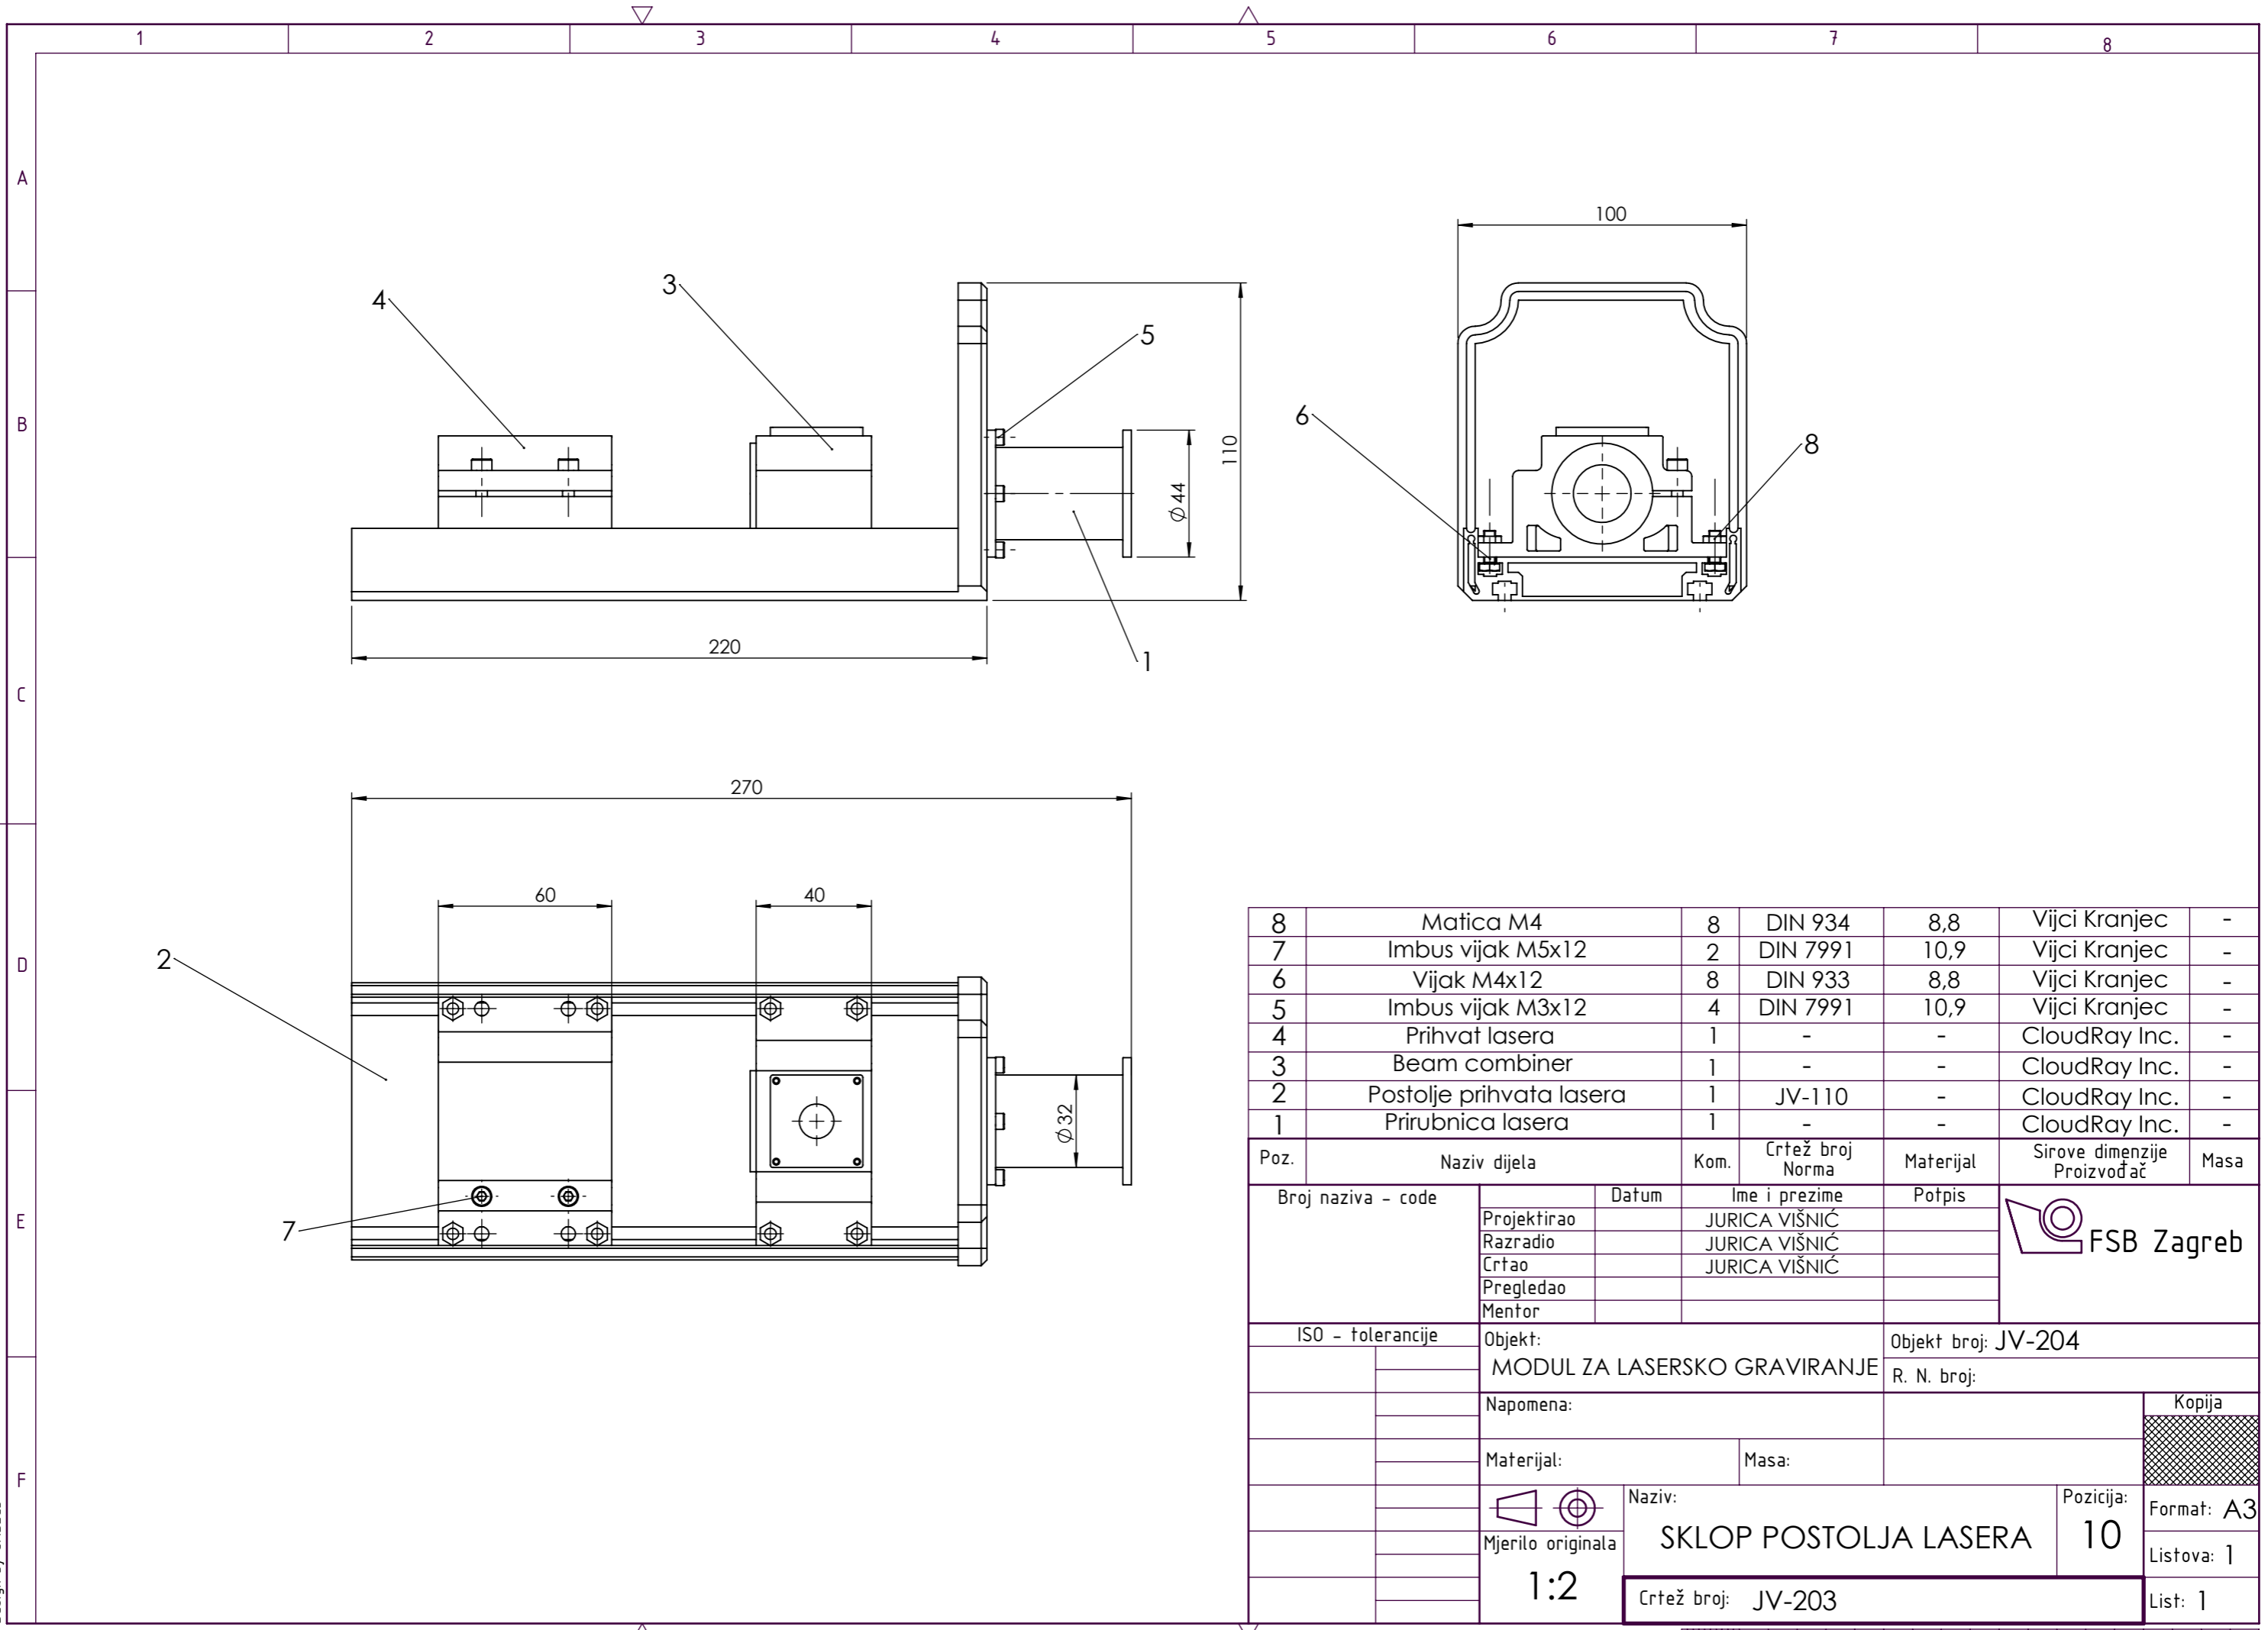 1 2 3 4 5 6 7 8
A
B
C
D
E
F
4
3
5
110
Ø44
220
1
100
6
8
270
60
40
2
Ø32
7
8 Matica M4 8 DIN 934 8,8 Vijci Kranjec -
7 Imbus vijak M5x12 2 DIN 7991 10,9 Vijci Kranjec -
6 Vijak M4x12 8 DIN 933 8,8 Vijci Kranjec -
5 Imbus vijak M3x12 4 DIN 7991 10,9 Vijci Kranjec -
4 Prihvat lasera 1 - - CloudRay Inc. -
3 Beam combiner 1 - - CloudRay Inc. -
2 Postolje prihvata lasera 1 JV-110 - CloudRay Inc. -
1 Prirubnica lasera 1 - - CloudRay Inc. -
Poz. Naziv dijela Kom. Crtež broj Norma Materijal Sirove dimenzije Proizvođač Masa
Broj naziva - code Datum Ime i prezime Potpis
Projektirao JURICA VIŠNIĆ
Razradio JURICA VIŠNIĆ
Crtao JURICA VIŠNIĆ
Pregledao
Mentor
FSB Zagreb
ISO - tolerancije
Objekt:
MODUL ZA LASERSKO GRAVIRANJE
Objekt broj: JV-204
R. N. broj:
Napomena:
Kopija
Materijal: Masa:
Mjerilo originala
1:2
Naziv:
SKLOP POSTOLJA LASERA
Pozicija:
10
Format: A3
Listova: 1
Crtež broj: JV-203
List: 1